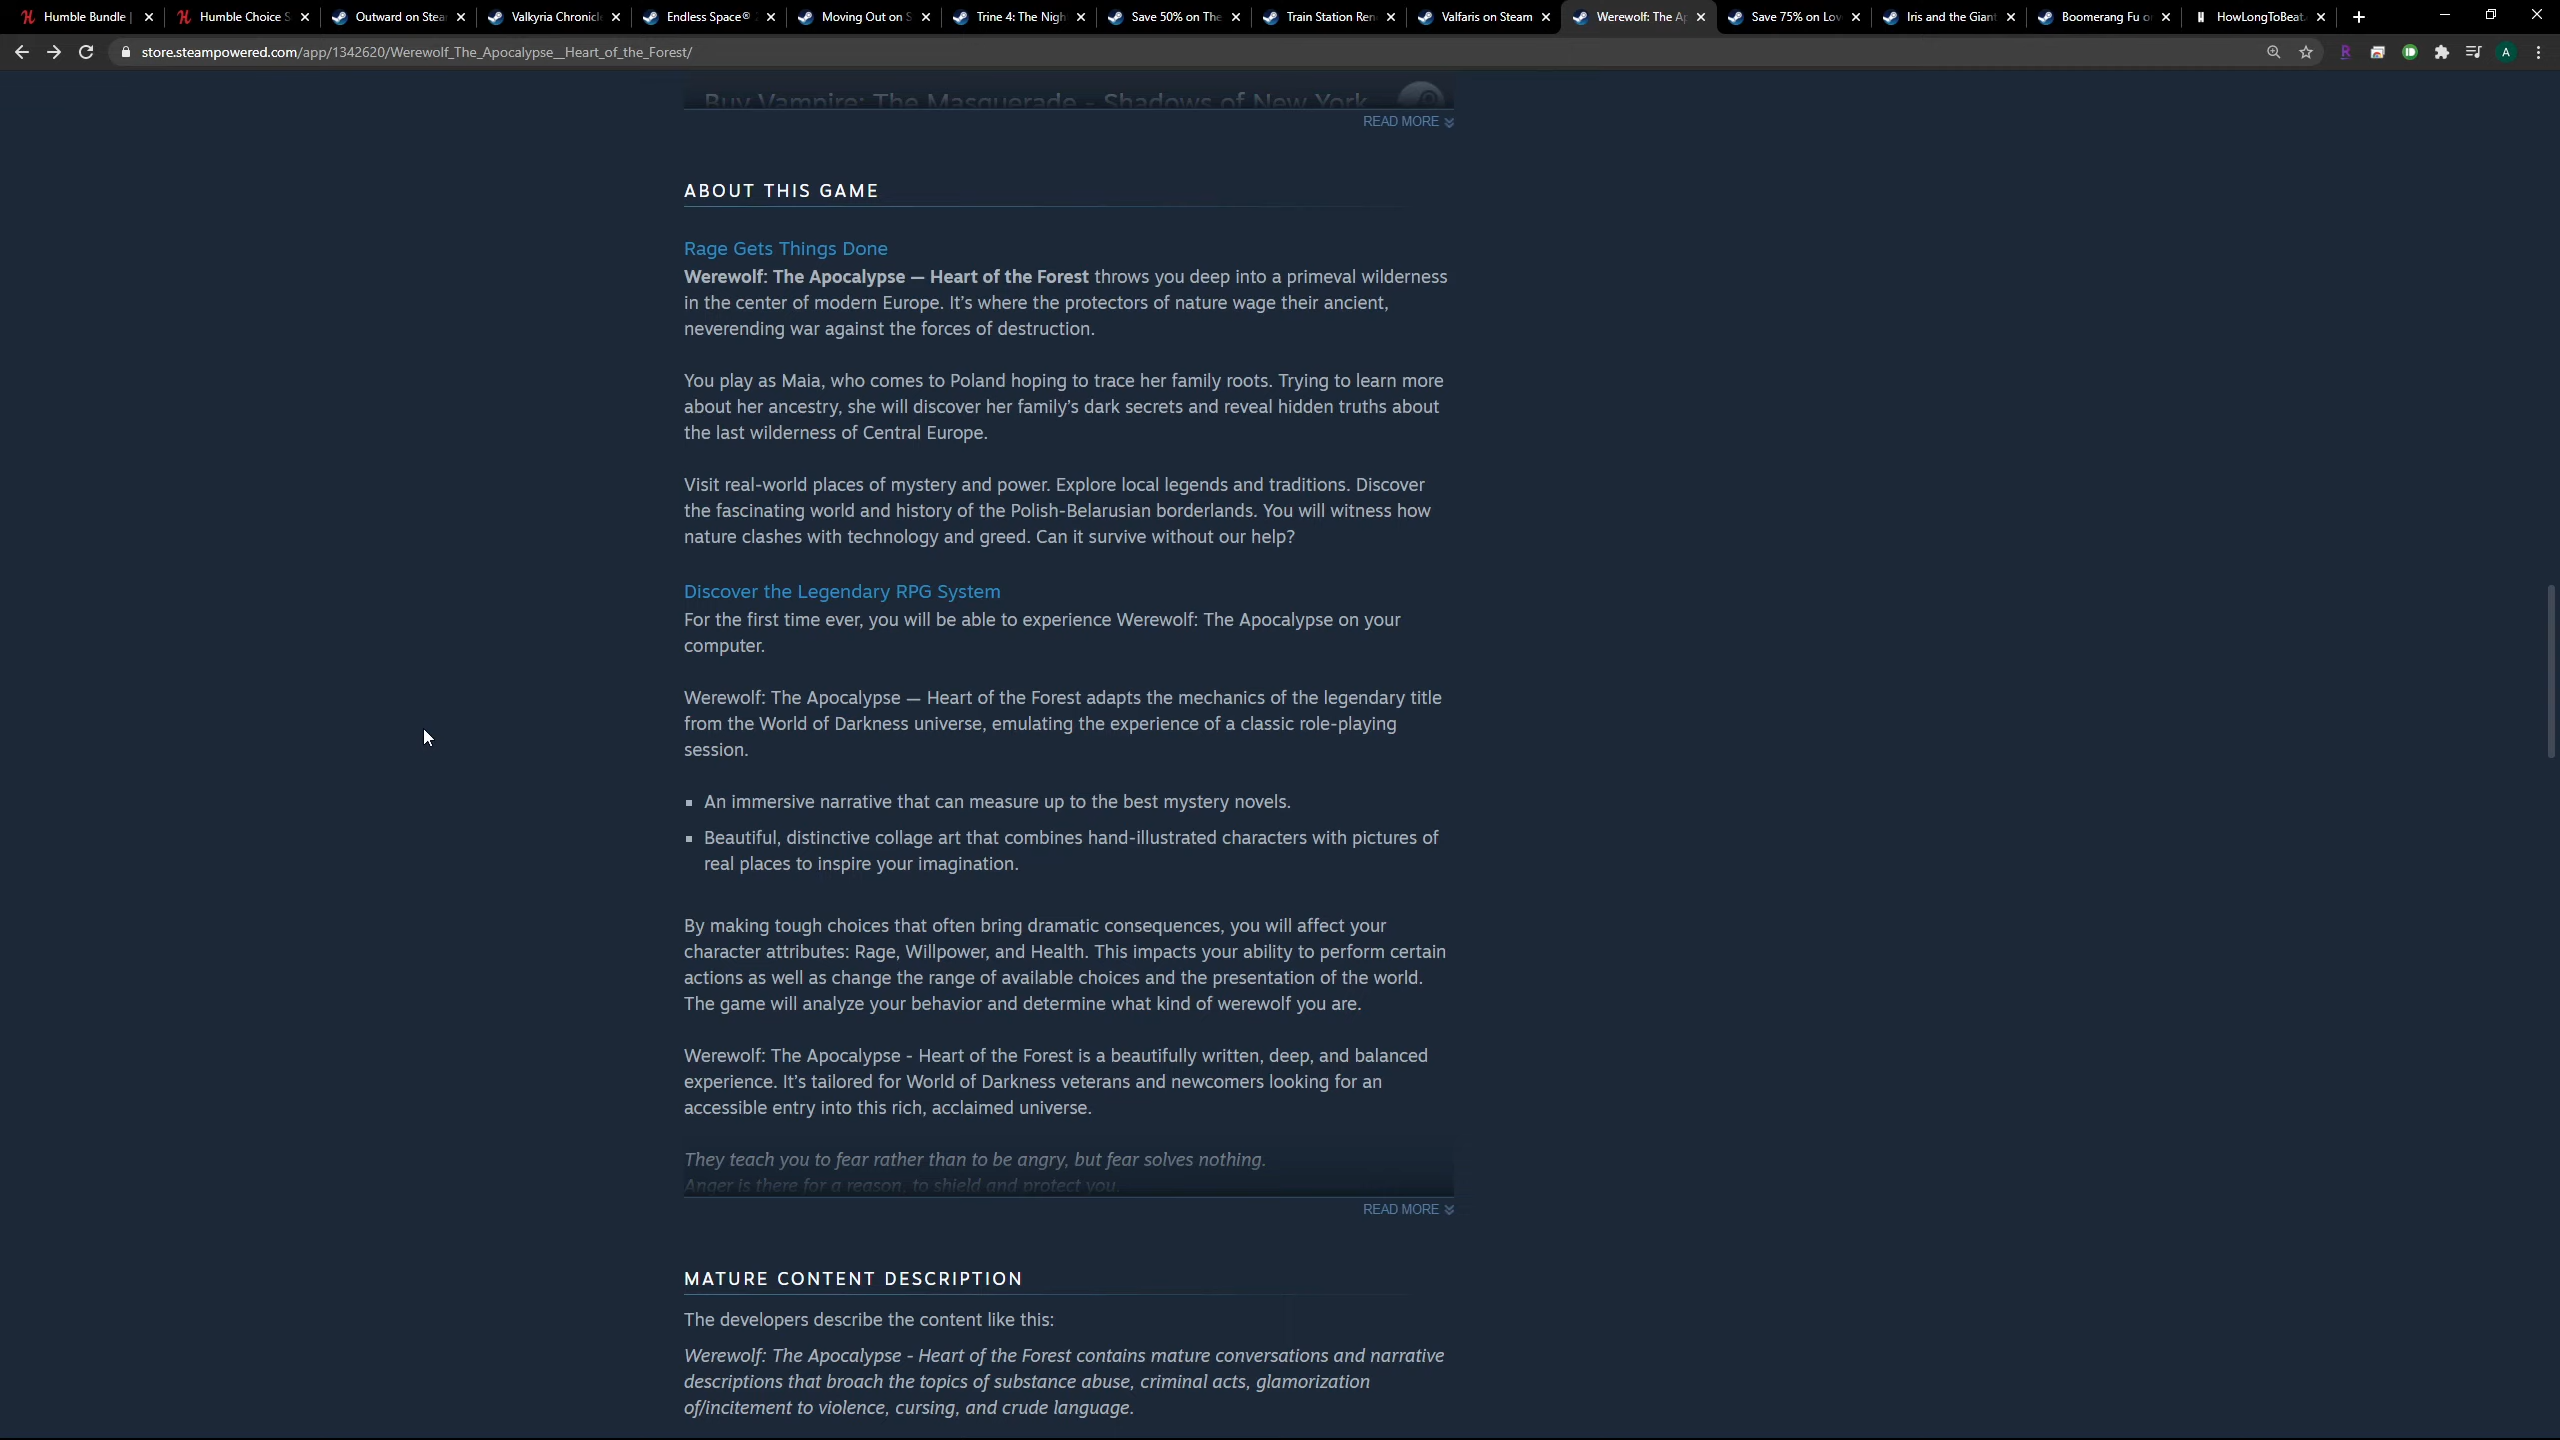 Humble Bundle |
Humble Choice S
Outward on Stea
Valkyria Chronicl
Endless Space®
Moving Out on S
Trine 4: The Nigh
Save 50% on The
Train Station Ren
Valfaris on Steam
Werewolf: The Ap
Save 75% on Lov
Iris and the Giant
Boomerang Fu o
HowLongToBeat.
store.steampowered.com/app/1342620/Werewolf_The_Apocalypse__Heart_of_the_Forest/
A
Buy Vampire: The Masquerade - Shadows of New York
READ MORE
ABOUT THIS GAME
Rage Gets Things Done
Werewolf: The Apocalypse — Heart of the Forest throws you deep into a primeval wilderness
in the center of modern Europe. It’s where the protectors of nature wage their ancient,
neverending war against the forces of destruction.
You play as Maia, who comes to Poland hoping to trace her family roots. Trying to learn more
about her ancestry, she will discover her family’s dark secrets and reveal hidden truths about
the last wilderness of Central Europe.
Visit real-world places of mystery and power. Explore local legends and traditions. Discover
the fascinating world and history of the Polish-Belarusian borderlands. You will witness how
nature clashes with technology and greed. Can it survive without our help?
Discover the Legendary RPG System
For the first time ever, you will be able to experience Werewolf: The Apocalypse on your
computer.
Werewolf: The Apocalypse — Heart of the Forest adapts the mechanics of the legendary title
from the World of Darkness universe, emulating the experience of a classic role-playing
session.
▪ An immersive narrative that can measure up to the best mystery novels.
▪ Beautiful, distinctive collage art that combines hand-illustrated characters with pictures of
real places to inspire your imagination.
By making tough choices that often bring dramatic consequences, you will affect your
character attributes: Rage, Willpower, and Health. This impacts your ability to perform certain
actions as well as change the range of available choices and the presentation of the world.
The game will analyze your behavior and determine what kind of werewolf you are.
Werewolf: The Apocalypse - Heart of the Forest is a beautifully written, deep, and balanced
experience. It’s tailored for World of Darkness veterans and newcomers looking for an
accessible entry into this rich, acclaimed universe.
They teach you to fear rather than to be angry, but fear solves nothing.
Anger is there for a reason, to shield and protect you.
READ MORE
MATURE CONTENT DESCRIPTION
The developers describe the content like this:
Werewolf: The Apocalypse - Heart of the Forest contains mature conversations and narrative
descriptions that broach the topics of substance abuse, criminal acts, glamorization
of/incitement to violence, cursing, and crude language.